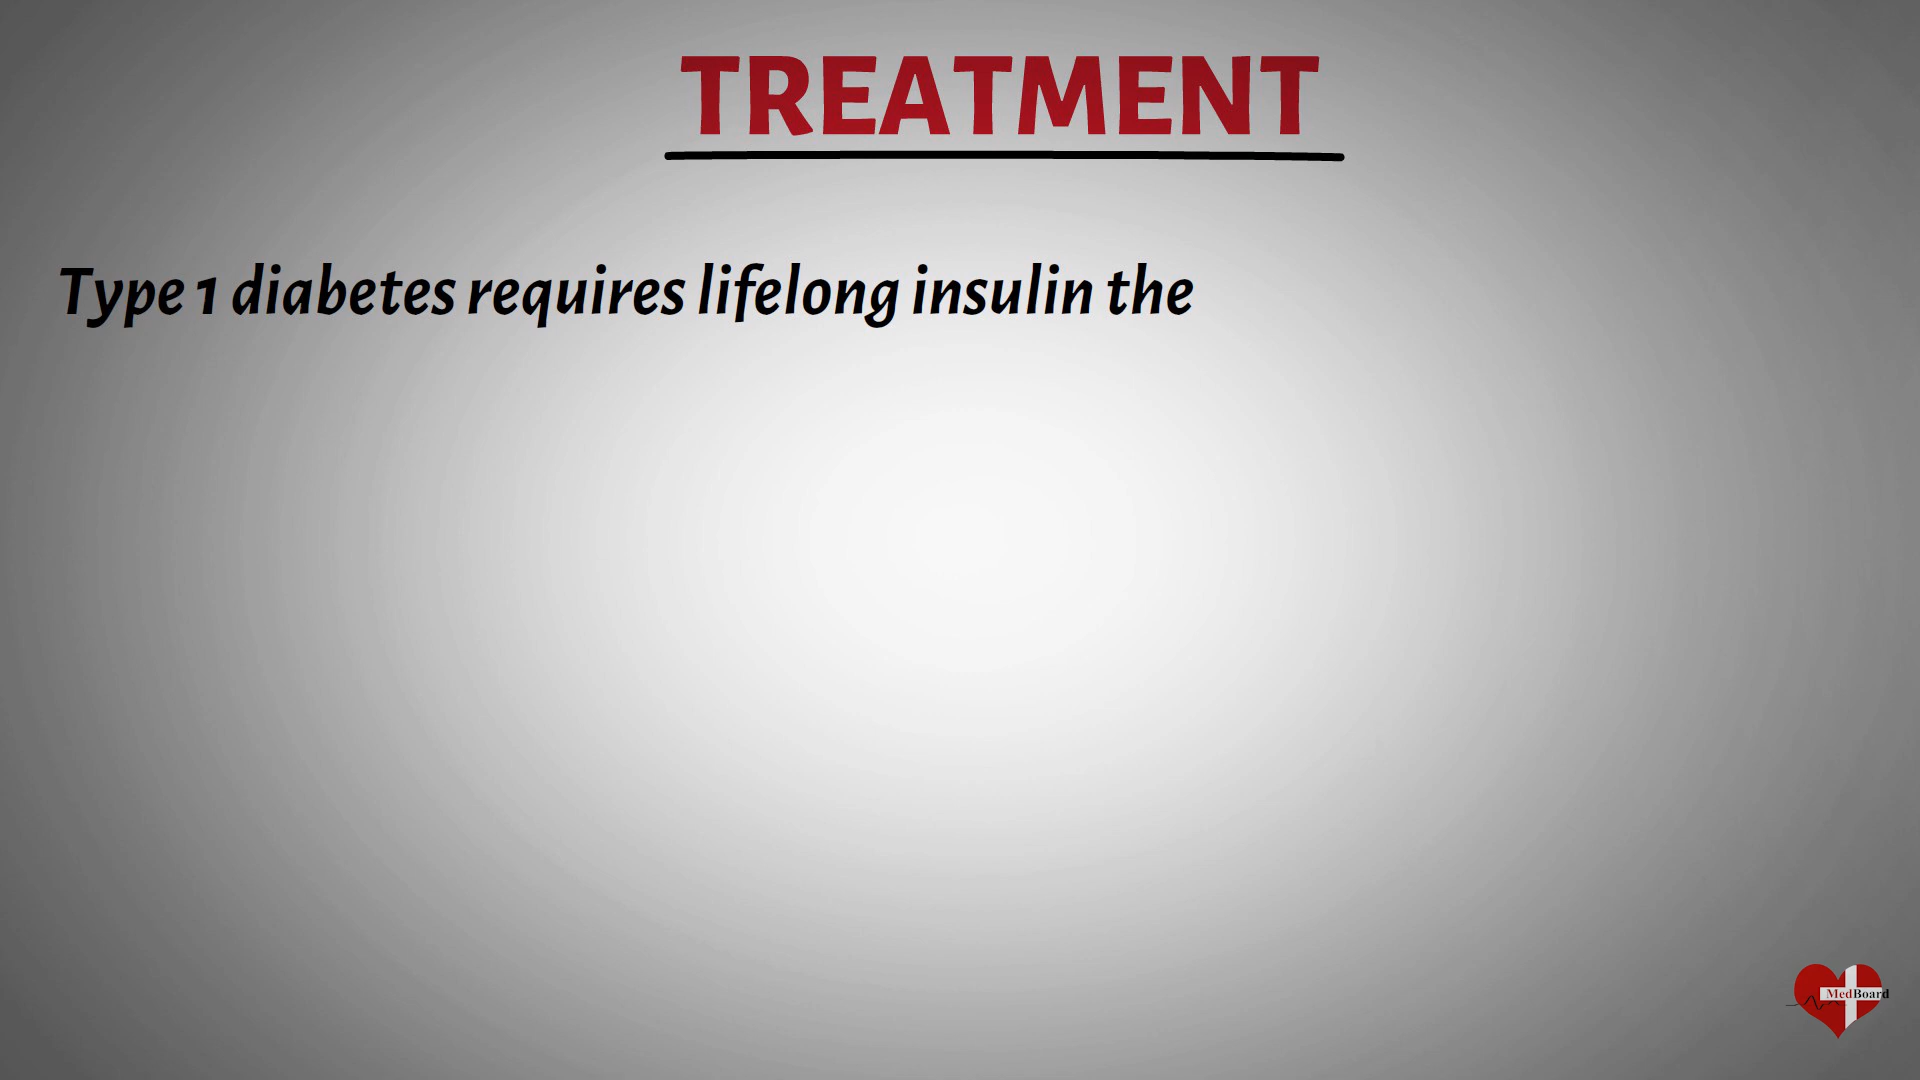 TREATMENT
Type 1 diabetes requires lifelong insulin the
MedBoard